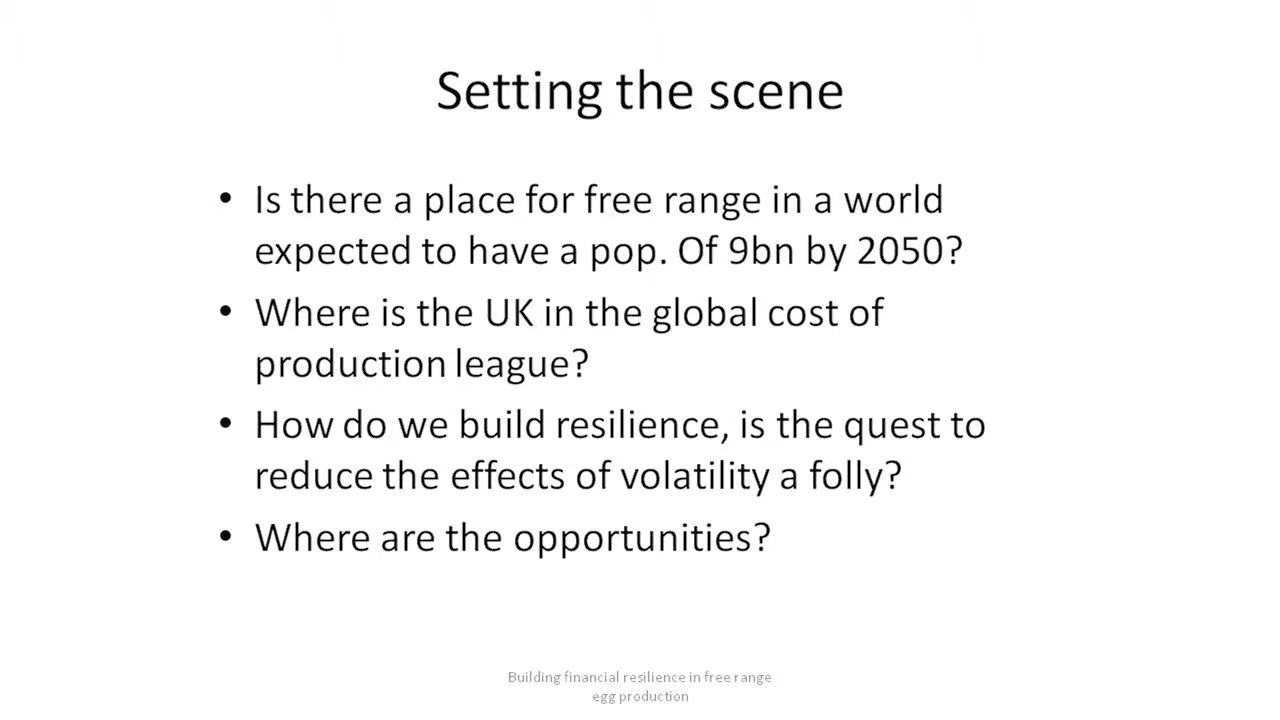 Setting the scene
• Is there a place for free range in a world
expected to have a pop. Of 9bn by 2050?
• Where is the UK in the global cost of
production league?
• How do we build resilience, is the quest to
reduce the effects of volatility a folly?
• Where are the opportunities?
Building financial resilience in free range
egg production